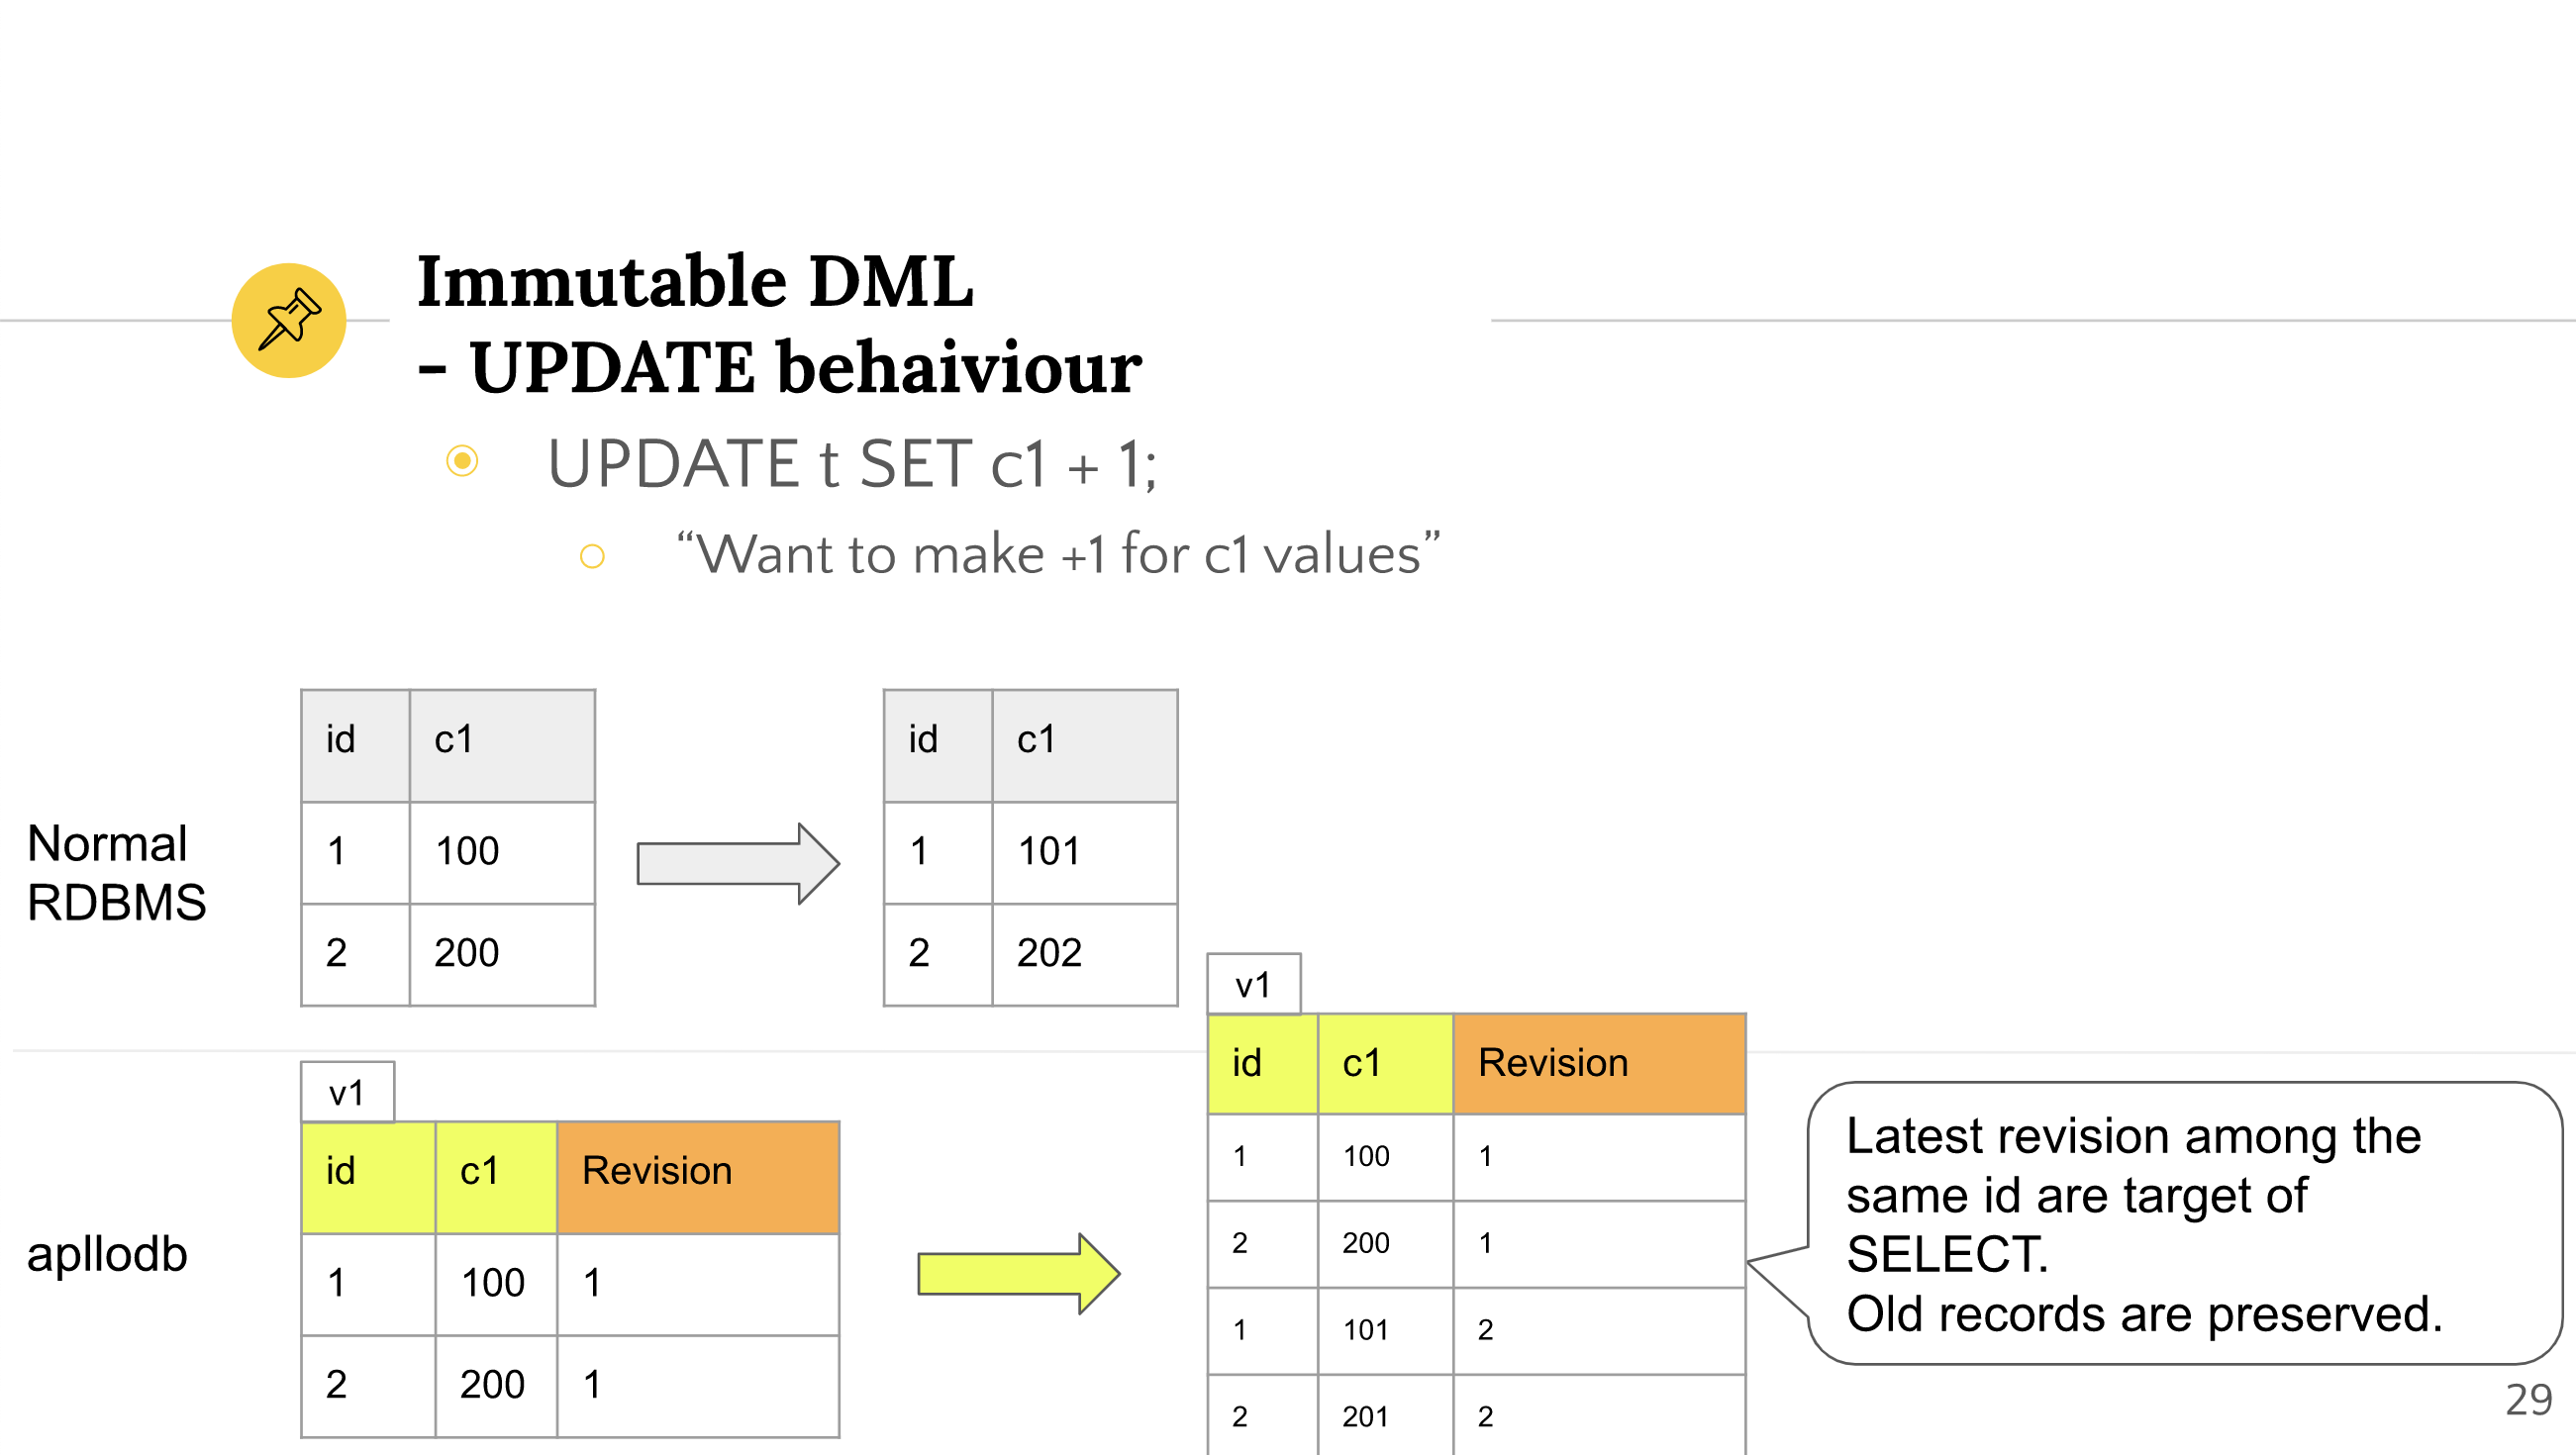 Immutable DML
- UPDATE behaiviour
UPDATE t SET c1 + 1;
“Want to make +1 for c1 values”
Normal
RDBMS
id c1
1 100
2 200
id c1
1 101
2 202
apllodb
v1
id c1 Revision
1 100 1
2 200 1
v1
id c1 Revision
1 100 1
2 200 1
1 101 2
2 201 2
Latest revision among the
same id are target of
SELECT.
Old records are preserved.
29